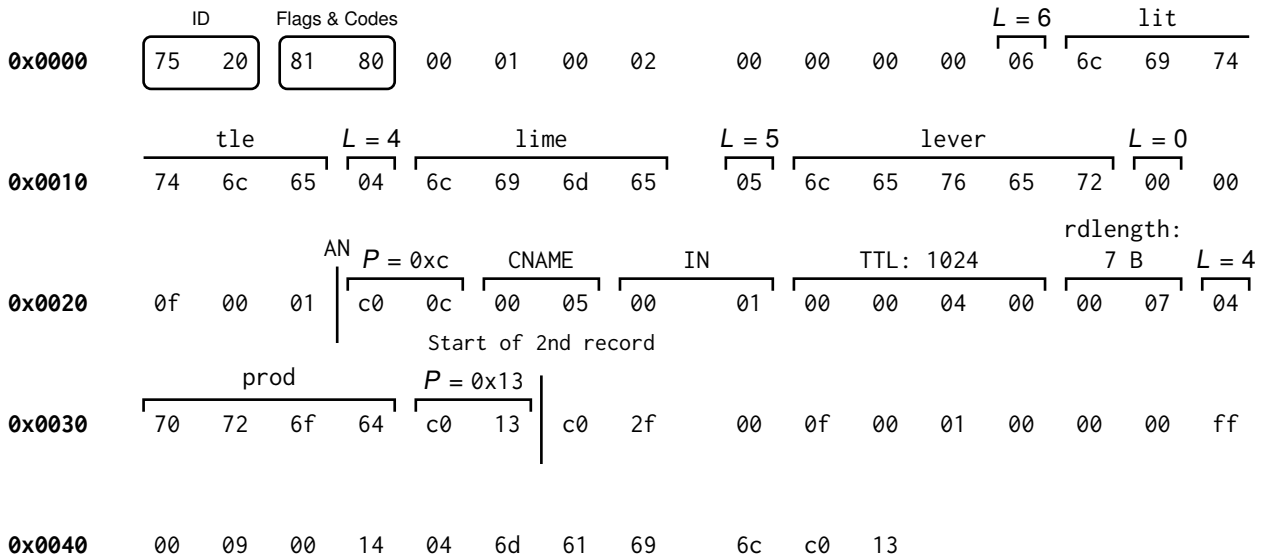 ID Flags & Codes L = 6 lit
0x0000 75 20 81 80 00 01 00 02 00 00 00 00 06 6c 69 74
tle L = 4 lime L = 5 lever L = 0
0x0010 74 6c 65 04 6c 69 6d 65 05 6c 65 76 65 72 00 00
rdlength:
AN P = 0xc CNAME IN TTL: 1024 7 B L = 4
0x0020 0f 00 01 c0 0c 00 05 00 01 00 00 04 00 00 07 04
Start of 2nd record
prod P = 0x13
0x0030 70 72 6f 64 c0 13 c0 2f 00 0f 00 01 00 00 00 ff
0x0040 00 09 00 14 04 6d 61 69 6c c0 13